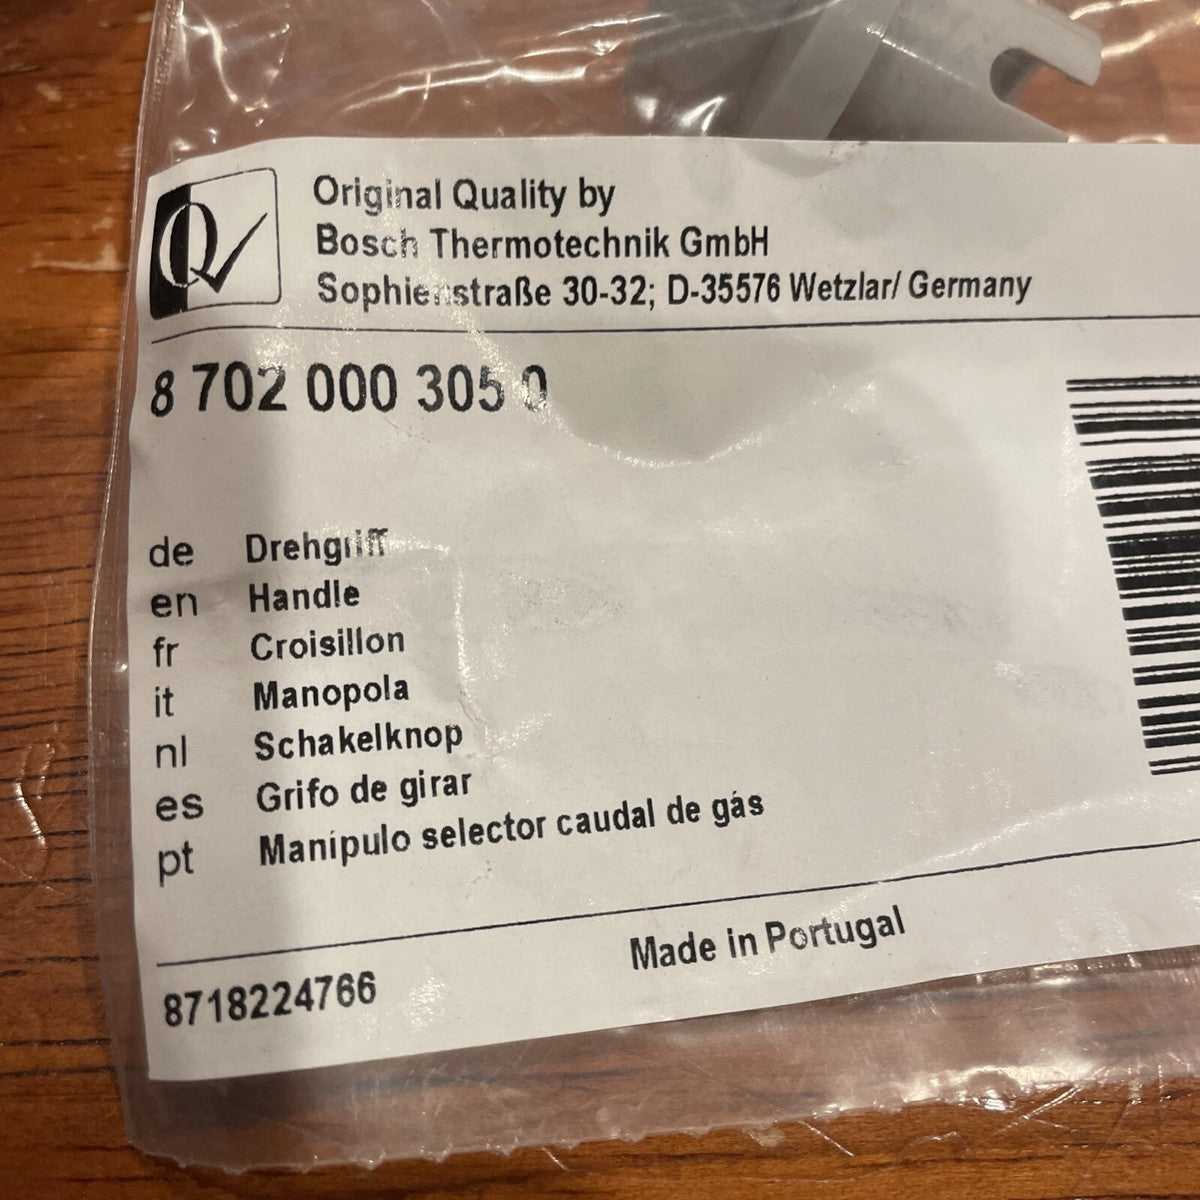 Original Quality by
Bosch Thermotechnik GmbH
Sophienstraße 30-32; D-35576 Wetzlar/ Germany
8 702 000 305 0
de Drehgriff
en Handle
fr Croisillon
it Manopola
nl Schakelknop
es Grifo de girar
pt Manípulo selector caudal de gás
8718224766 Made in Portugal